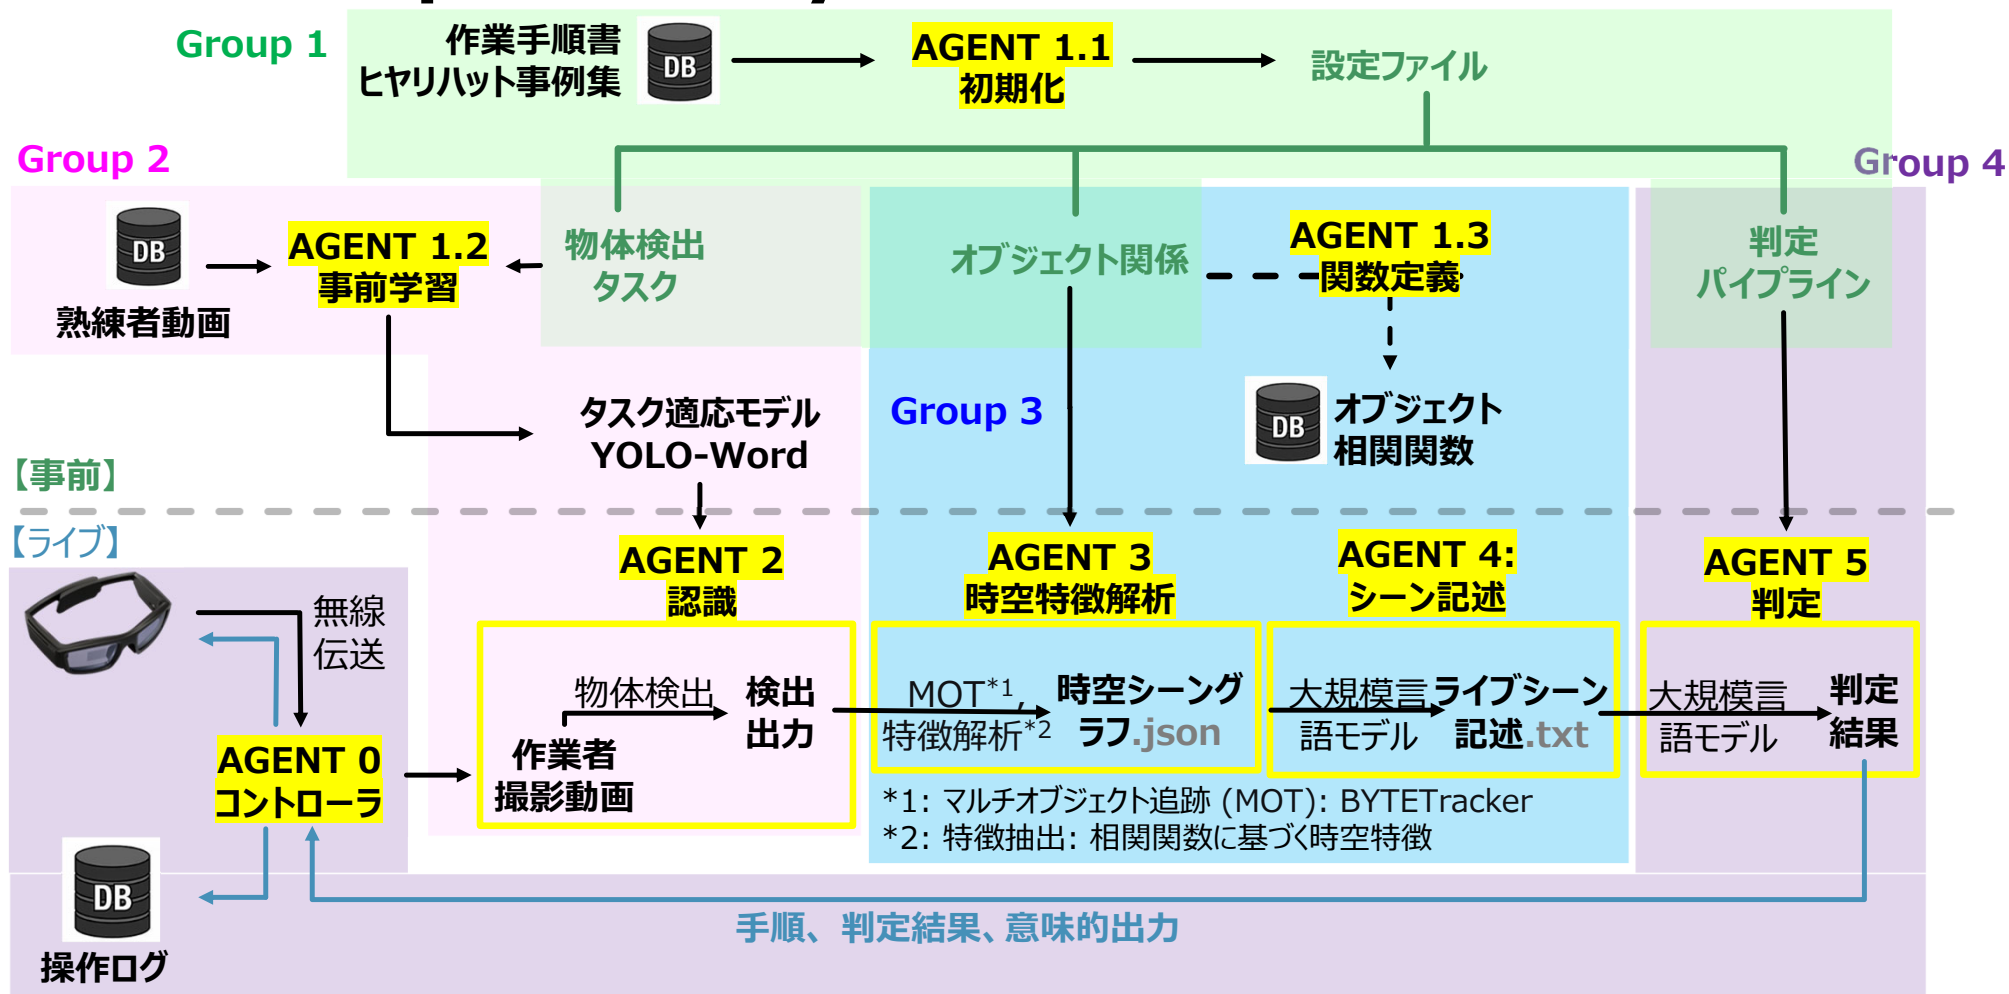 Group 1
作業手順書
ヒヤリハット事例集
DB
AGENT 1.1
初期化
設定ファイル
Group 2
Group 4
DB
熟練者動画
AGENT 1.2
事前学習
物体検出
タスク
オブジェクト関係
AGENT 1.3
関数定義
判定
パイプライン
タスク適応モデル
YOLO-Word
Group 3
DB
オブジェクト
相関関数
【事前】
【ライブ】
無線
伝送
AGENT 0
コントローラ
AGENT 2
認識
物体検出
検出
出力
作業者
撮影動画
AGENT 3
時空特徴解析
MOT*1,
特徴解析*2
時空シーング
ラフ.json
AGENT 4:
シーン記述
大規模言
語モデル
ライブシーン
記述.txt
AGENT 5
判定
大規模言
語モデル
判定
結果
*1: マルチオブジェクト追跡 (MOT): BYTETracker
*2: 特徴抽出: 相関関数に基づく時空特徴
DB
操作ログ
手順、判定結果、意味的出力